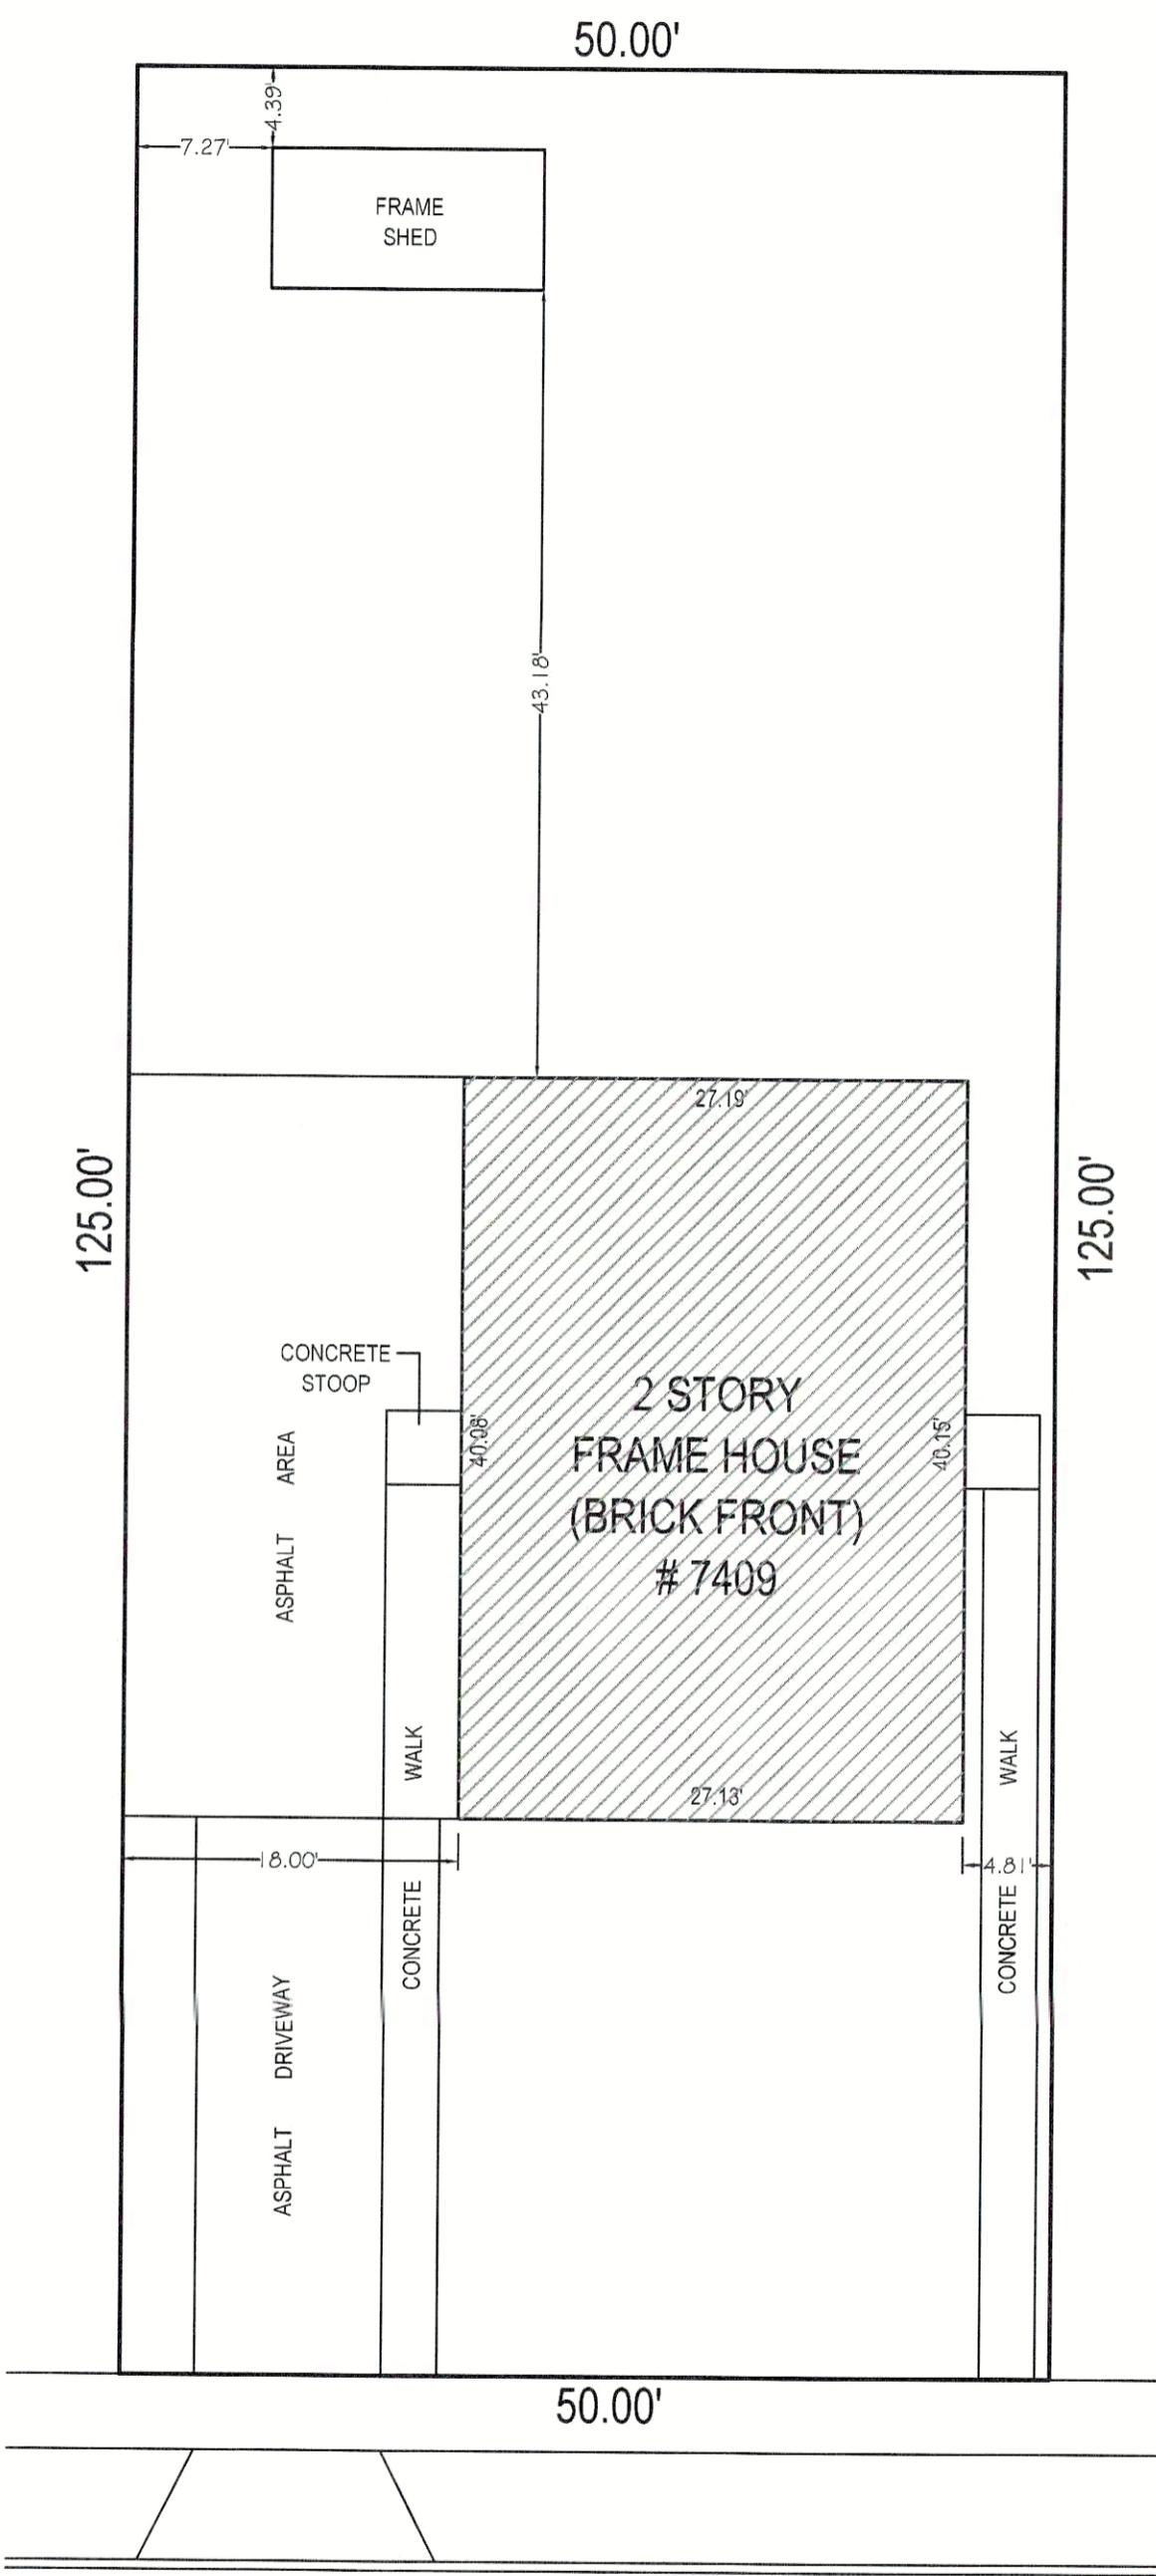 50.00'
4.39'
7.27'
FRAME
SHED
43.18'
27.19'
125.00'
125.00'
CONCRETE
STOOP
2 STORY
FRAME HOUSE
(BRICK FRONT)
# 7409
40.08'
40.15'
ASPHALT AREA
WALK
WALK
27.13'
18.00'
4.81'
CONCRETE
CONCRETE
ASPHALT DRIVEWAY
50.00'